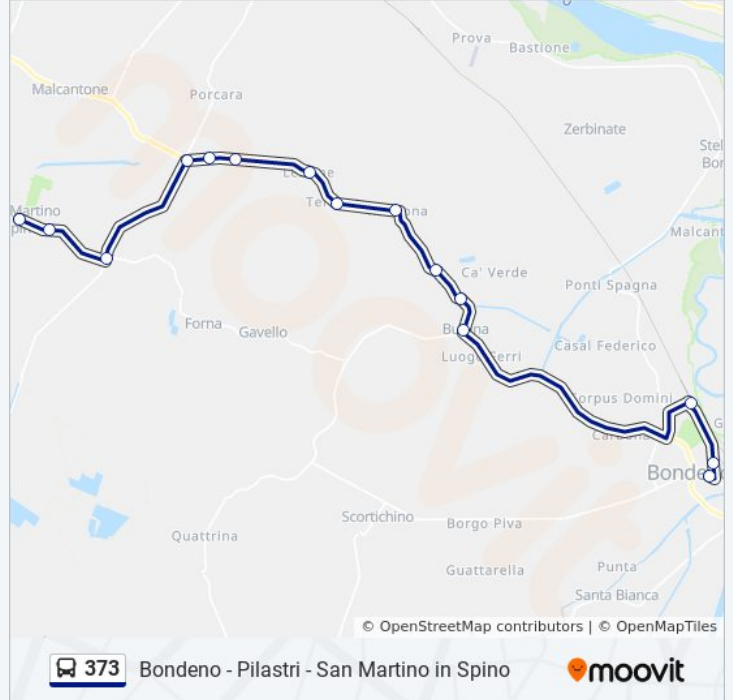 Prova
Bastione
Malcantone
Porcara
Zerbinate
Martino
Ca' Verde
Ponti Spagna
Forna
Gavello
Casal Federico
Corpus Domini
Scortichino
Borgo Piva
Quattrina
Guattarella
Punta
Santa Bianca
moovit
© OpenStreetMap contributors | © OpenMapTiles
373 Bondeno - Pilastri - San Martino in Spino
moovit